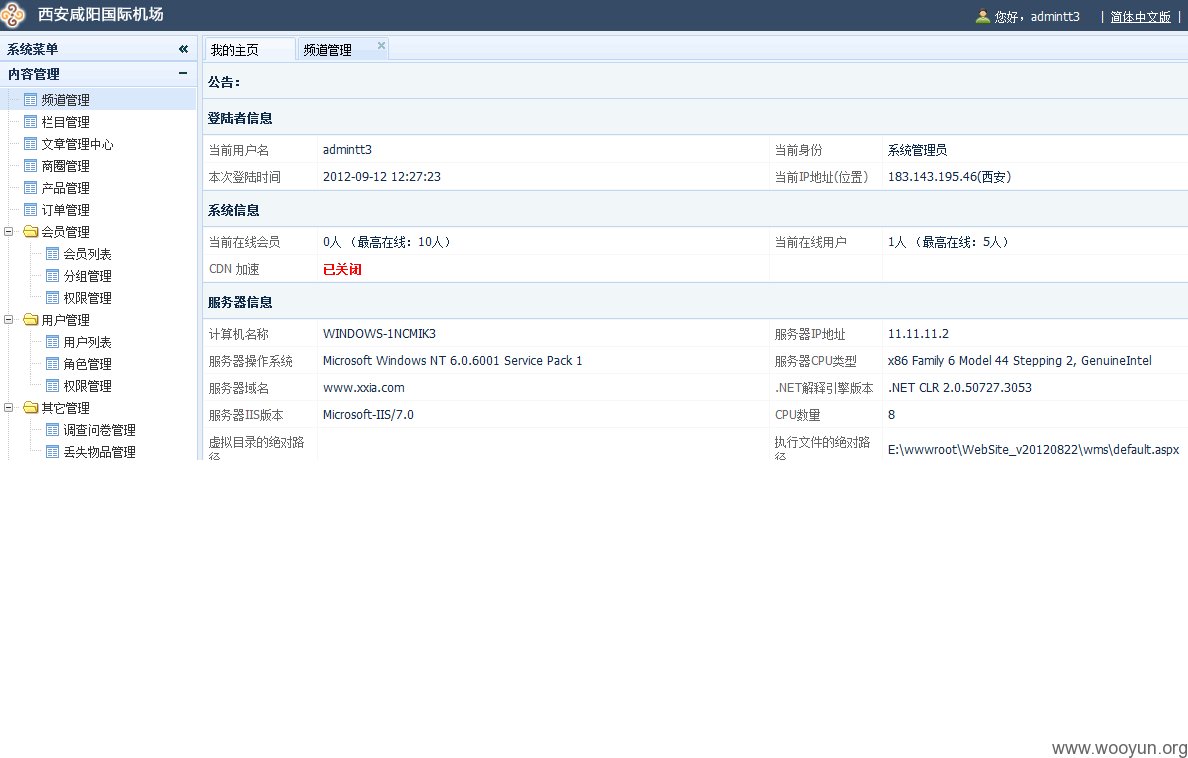 西安咸阳国际机场
您好，admintt3 | 简体中文版 |
系统菜单 «
我的主页 频道管理
内容管理
公告：
频道管理
栏目管理
文章管理中心
商圈管理
产品管理
订单管理
会员管理
会员列表
分组管理
权限管理
用户管理
用户列表
角色管理
权限管理
其它管理
调查问卷管理
丢失物品管理
登陆者信息
当前用户名 admintt3 当前身份 系统管理员
本次登陆时间 2012-09-12 12:27:23 当前IP地址(位置) 183.143.195.46(西安)
系统信息
当前在线会员 0人 （最高在线：10人） 当前在线用户 1人 （最高在线：5人）
CDN 加速 已关闭
服务器信息
计算机名称 WINDOWS-1NCMIK3 服务器IP地址 11.11.11.2
服务器操作系统 Microsoft Windows NT 6.0.6001 Service Pack 1 服务器CPU类型 x86 Family 6 Model 44 Stepping 2, GenuineIntel
服务器域名 www.xxia.com .NET解释引擎版本 .NET CLR 2.0.50727.3053
服务器IIS版本 Microsoft-IIS/7.0 CPU数量 8
虚拟目录的绝对路径 执行文件的绝对路径 E:\wwwroot\WebSite_v20120822\wms\default.aspx
www.wooyun.org